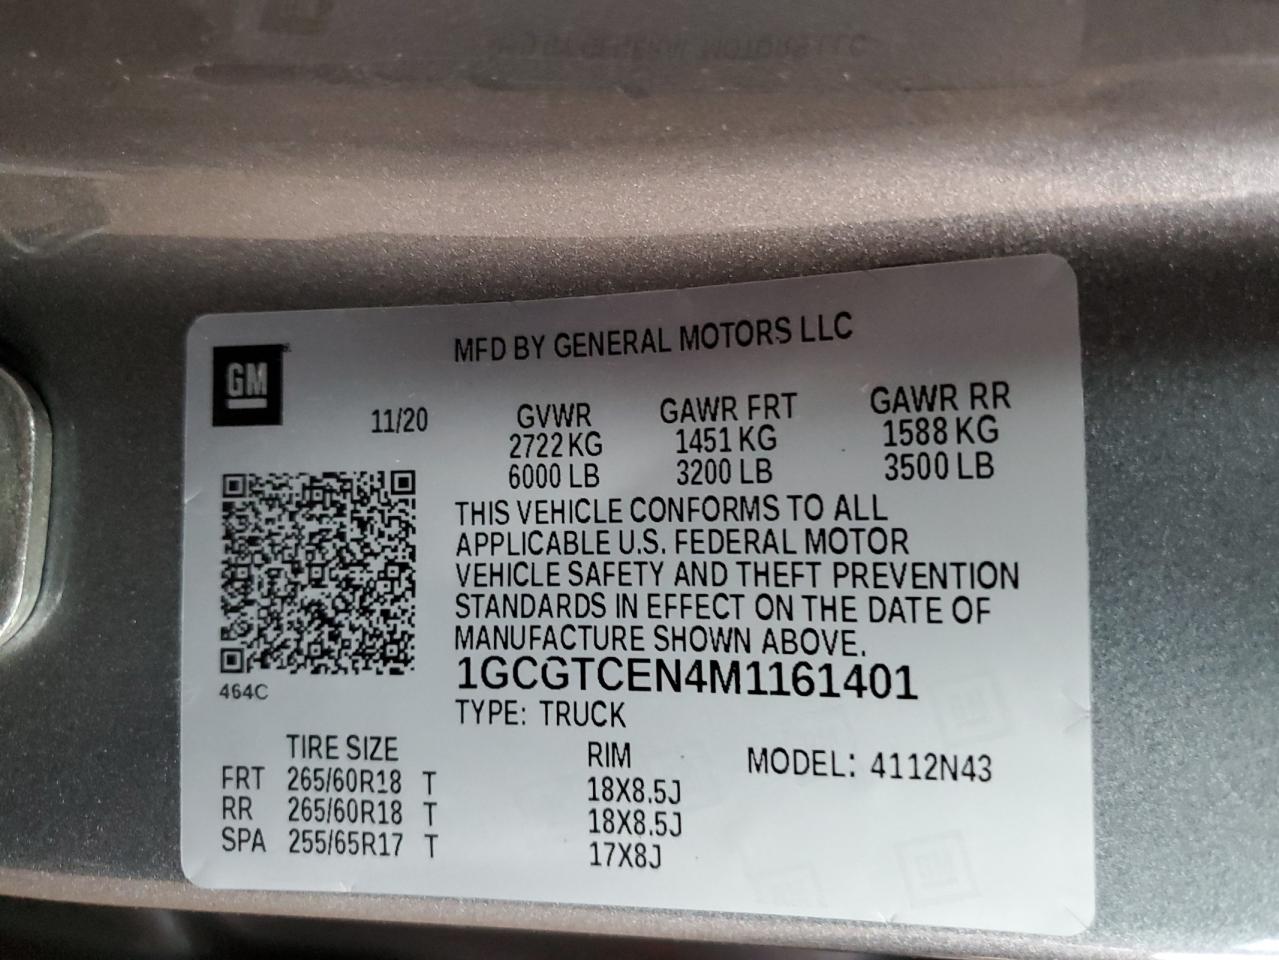 MFD BY GENERAL MOTORS LLC
GM
11/20
GVWR GAWR FRT GAWR RR
2722 KG 1451 KG 1588 KG
6000 LB 3200 LB 3500 LB
THIS VEHICLE CONFORMS TO ALL
APPLICABLE U.S. FEDERAL MOTOR
VEHICLE SAFETY AND THEFT PREVENTION
STANDARDS IN EFFECT ON THE DATE OF
MANUFACTURE SHOWN ABOVE.
1GCGTCEN4M1161401
464C
TYPE: TRUCK
TIRE SIZE RIM MODEL: 4112N43
FRT 265/60R18 T 18X8.5J
RR 265/60R18 T 18X8.5J
SPA 255/65R17 T 17X8J